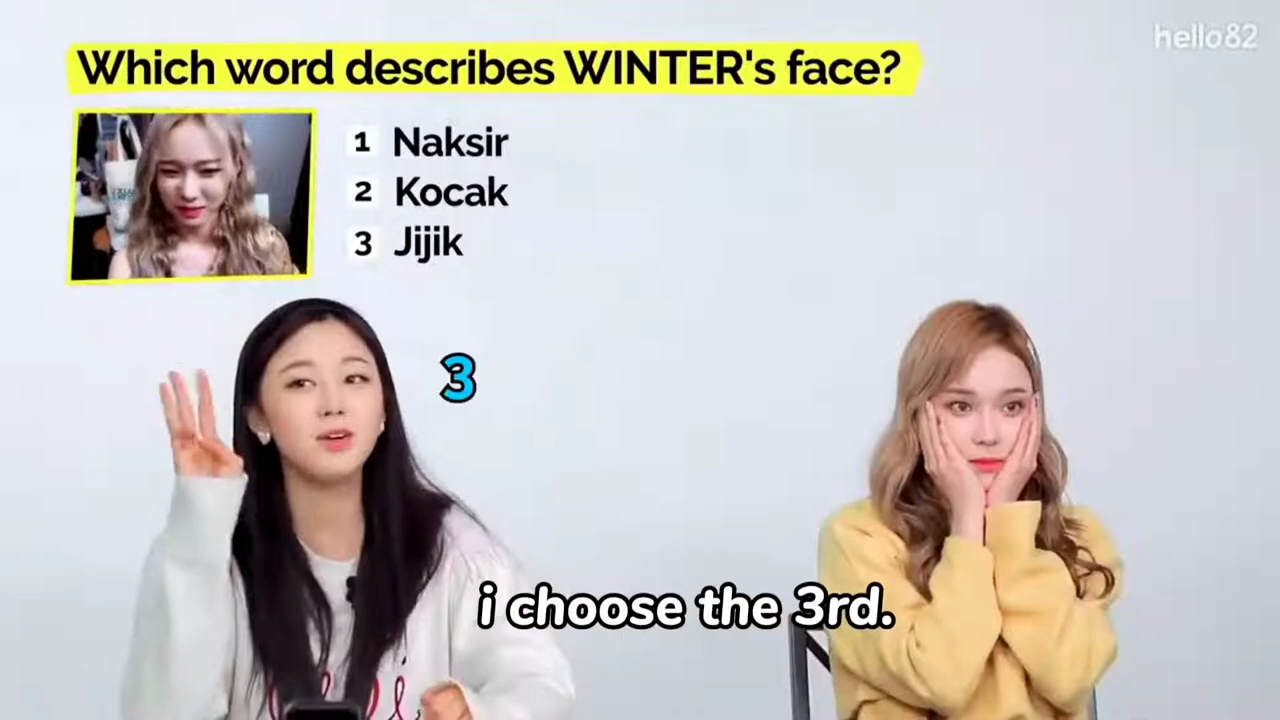 hello82
Which word describes WINTER's face?
1 Naksir
2 Kocak
3 Jijik
3
i choose the 3rd.